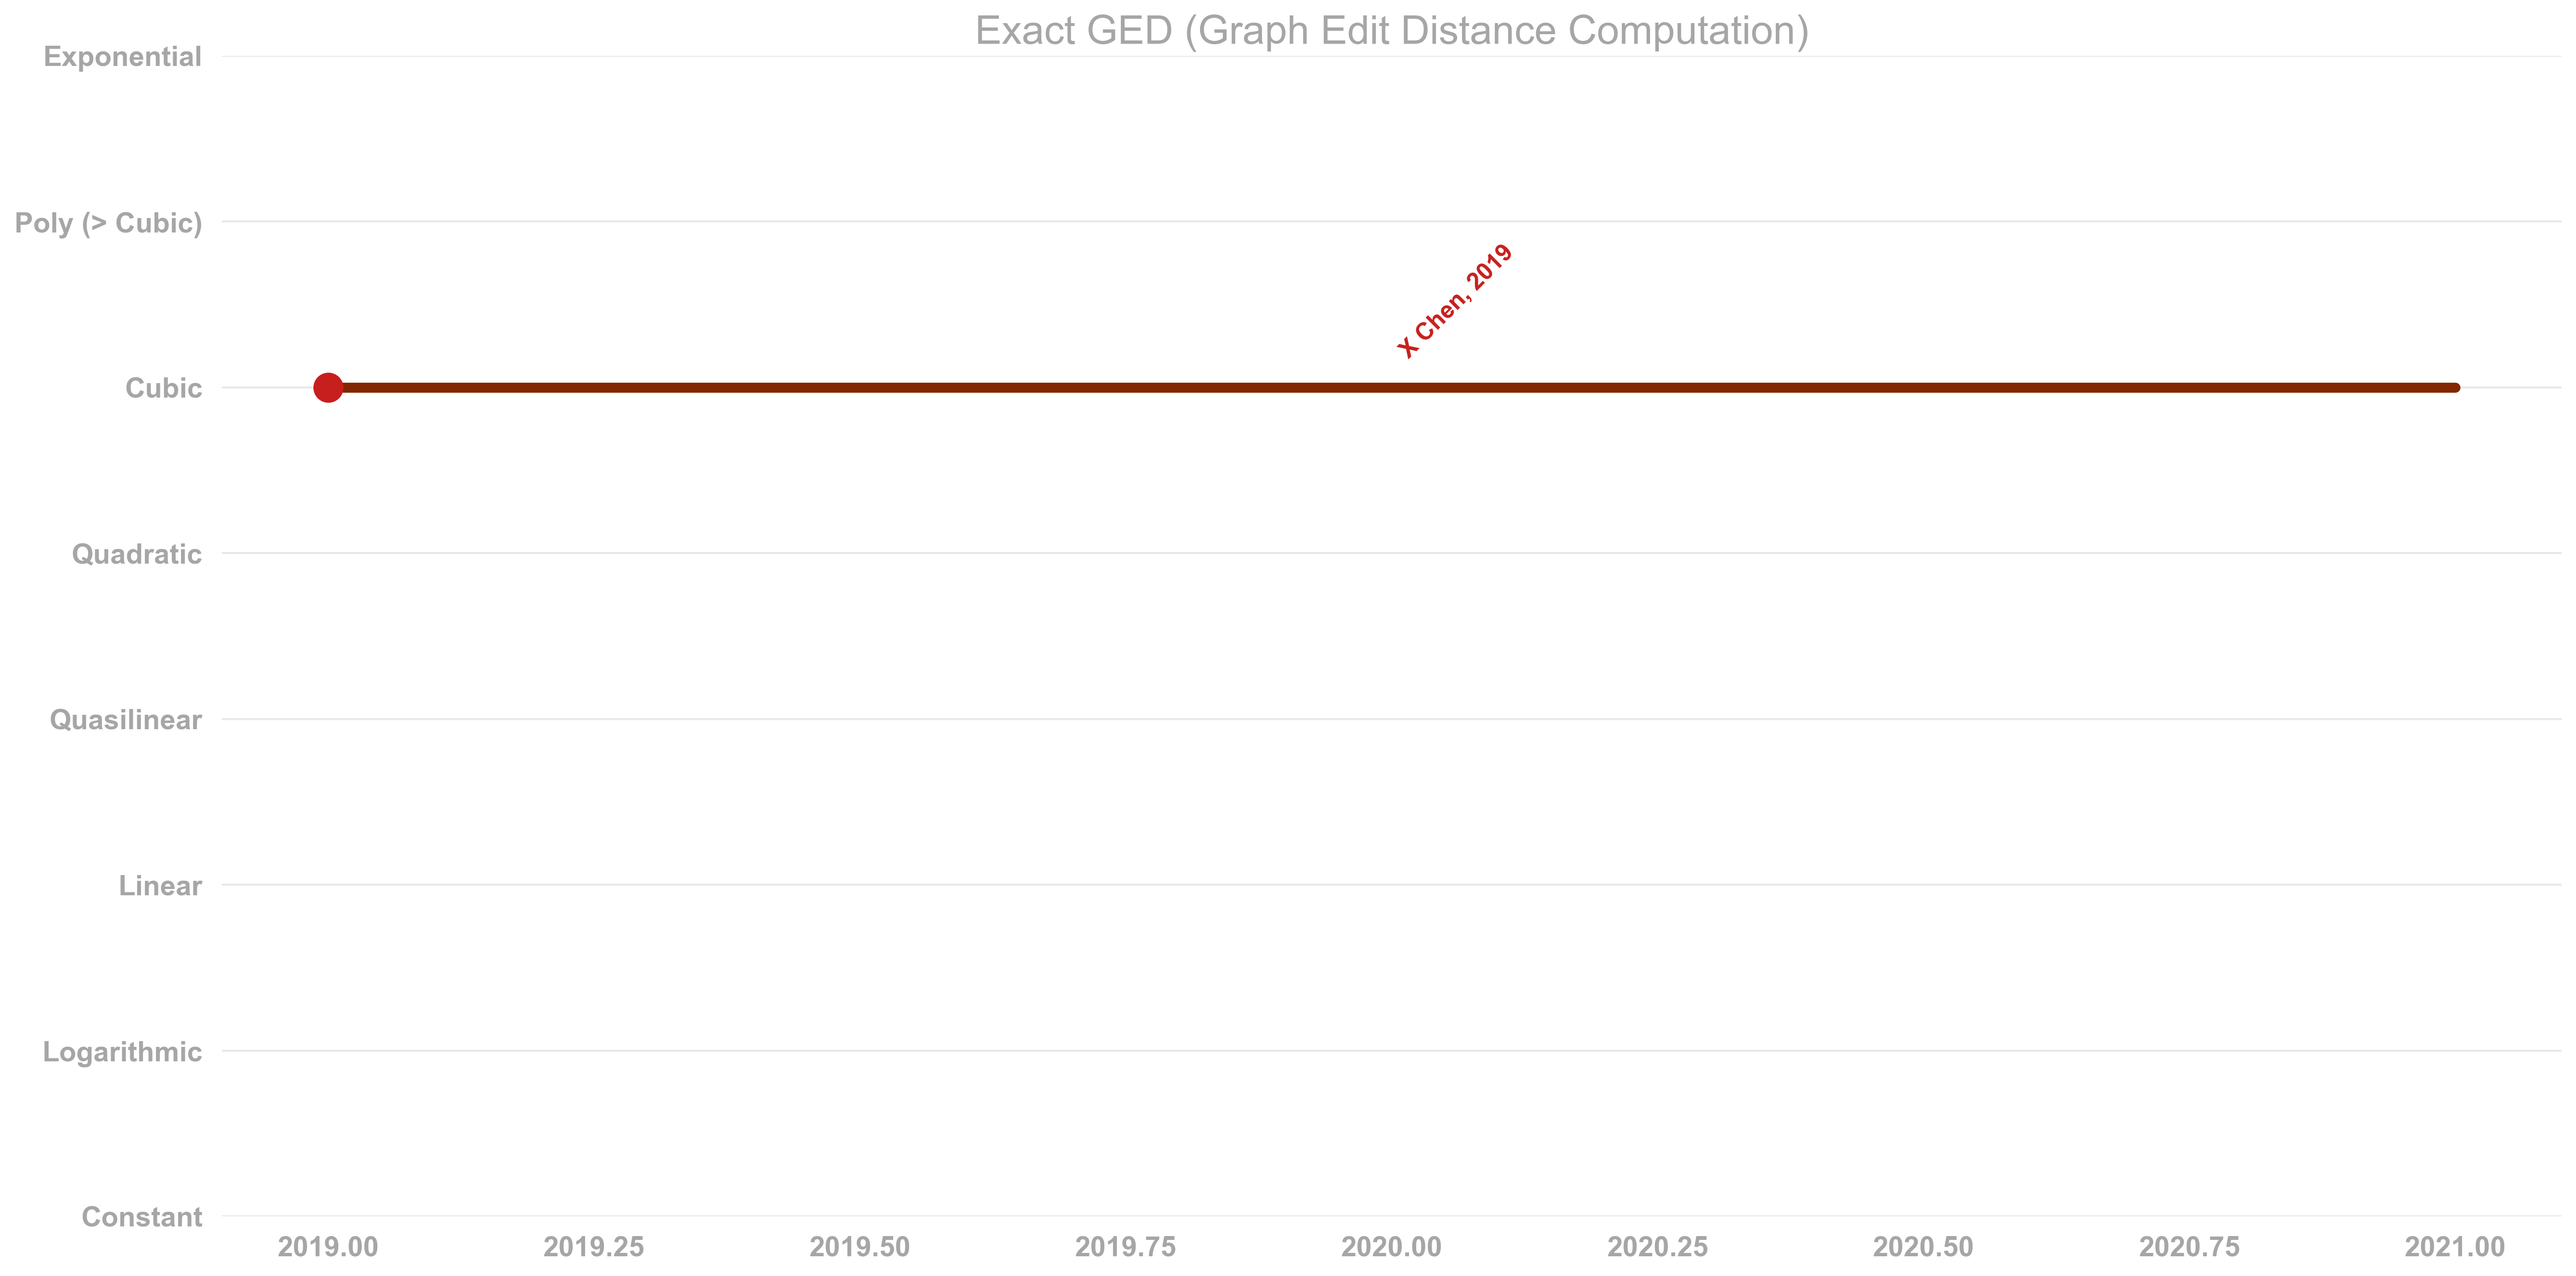 Exact GED (Graph Edit Distance Computation)
Exponential
Poly (> Cubic)
X Chen, 2019
Cubic
Quadratic
Quasilinear
Linear
Logarithmic
Constant
2019.00 2019.25 2019.50 2019.75 2020.00 2020.25 2020.50 2020.75 2021.00